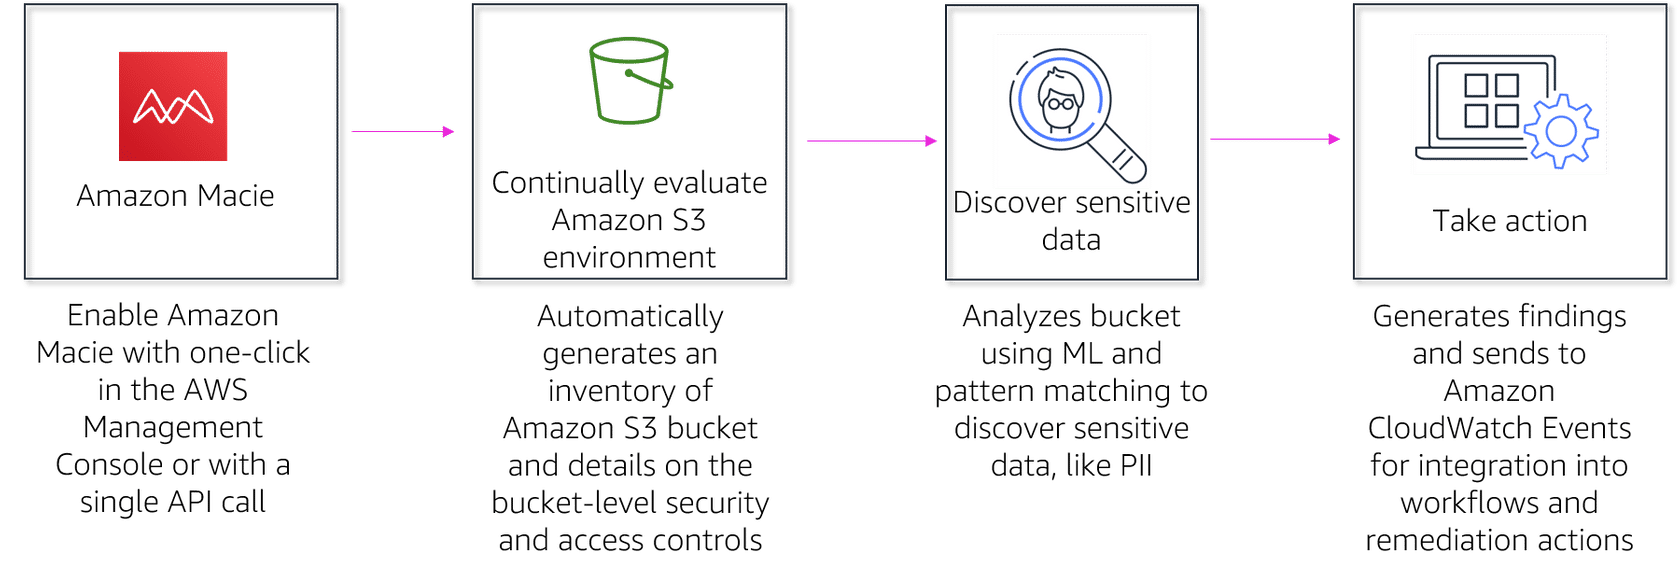 Amazon Macie
Enable Amazon
Macie with one-click
in the AWS
Management
Console or with a
single API call
Continually evaluate
Amazon S3
environment
Automatically
generates an
inventory of
Amazon S3 bucket
and details on the
bucket-level security
and access controls
Discover sensitive
data
Analyzes bucket
using ML and
pattern matching to
discover sensitive
data, like PII
Take action
Generates findings
and sends to
Amazon
CloudWatch Events
for integration into
workflows and
remediation actions